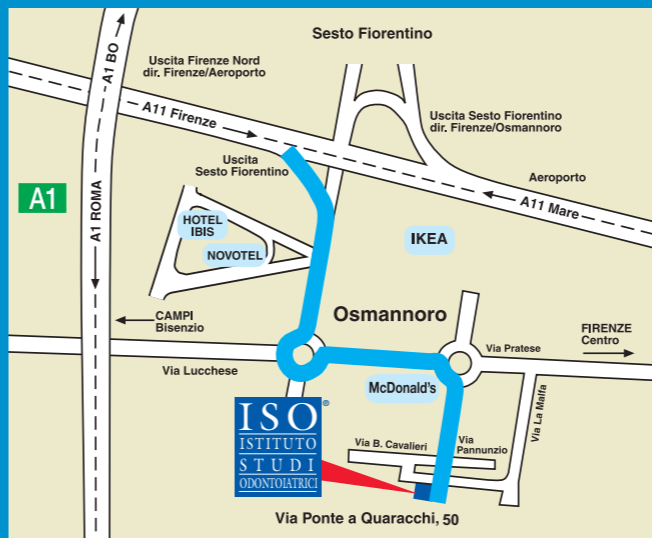 Sesto Fiorentino
A1 BO
Uscita Firenze Nord
dir. Firenze/Aeroporto
A11 Firenze
Uscita Sesto Fiorentino
dir. Firenze/Osmannoro
Uscita
Sesto Fiorentino
Aeroporto
A1
A1 ROMA
A11 Mare
HOTEL
IBIS
NOVOTEL
IKEA
CAMPI
Bisenzio
Osmannoro
FIRENZE
Centro
Via Pratese
Via Lucchese
McDonald's
Via La Malfa
ISO®
ISTITUTO
STUDI
ODONTOIATRICI
Via B. Cavalieri
Via
Pannunzio
Via Ponte a Quaracchi, 50